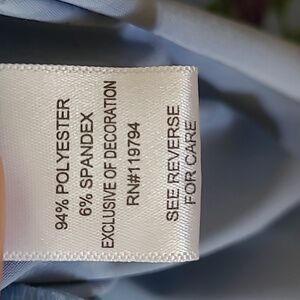 94% POLYESTER
6% SPANDEX
EXCLUSIVE OF DECORATION
RN#119794
SEE REVERSE
FOR CARE